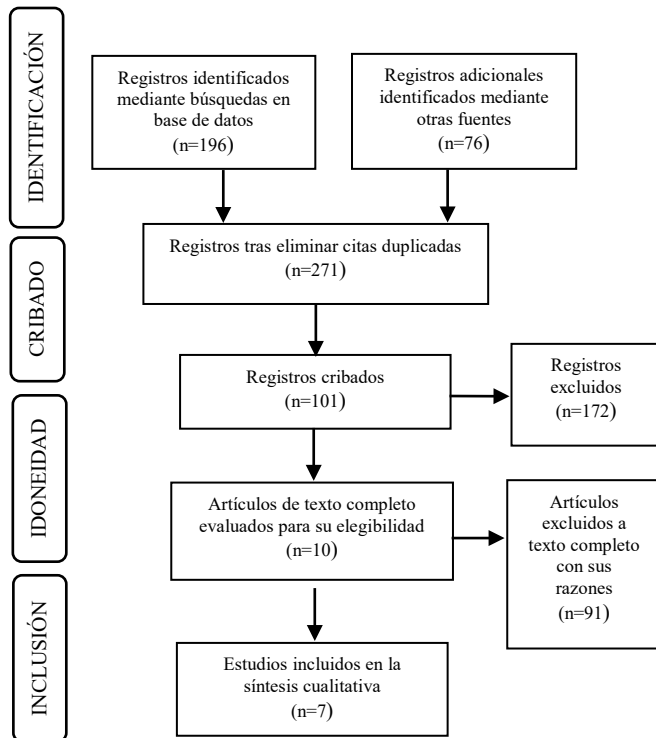 IDENTIFICACIÓN
Registros identificados
mediante búsquedas en
base de datos
(n=196)
Registros adicionales
identificados mediante
otras fuentes
(n=76)
CRIBADO
Registros tras eliminar citas duplicadas
(n=271)
Registros cribados
(n=101)
Registros
excluidos
(n=172)
IDONEIDAD
Artículos de texto completo
evaluados para su elegibilidad
(n=10)
Artículos
excluidos a
texto completo
con sus
razones
(n=91)
INCLUSIÓN
Estudios incluidos en la
síntesis cualitativa
(n=7)